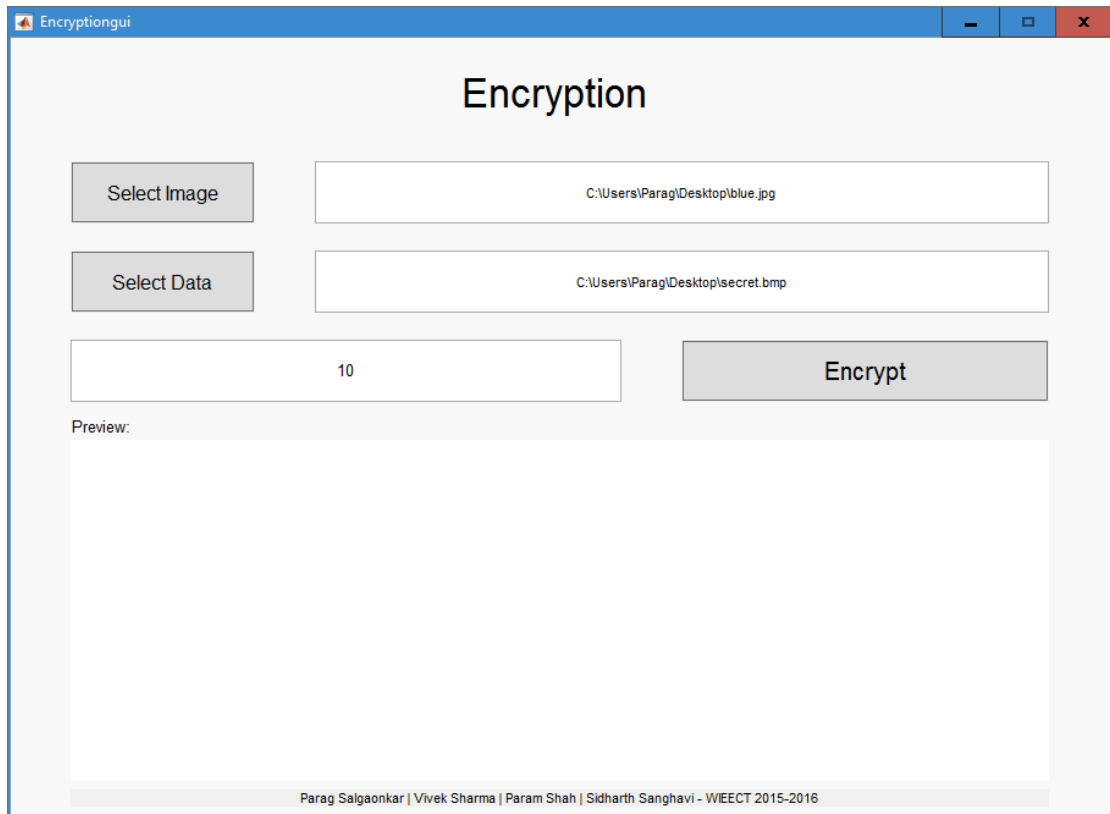 Encryptiongui
Encryption
Select Image
C:\Users\Parag\Desktop\blue.jpg
Select Data
C:\Users\Parag\Desktop\secret.bmp
10
Encrypt
Preview:
Parag Salgaonkar | Vivek Sharma | Param Shah | Sidharth Sanghavi - WIEECT 2015-2016